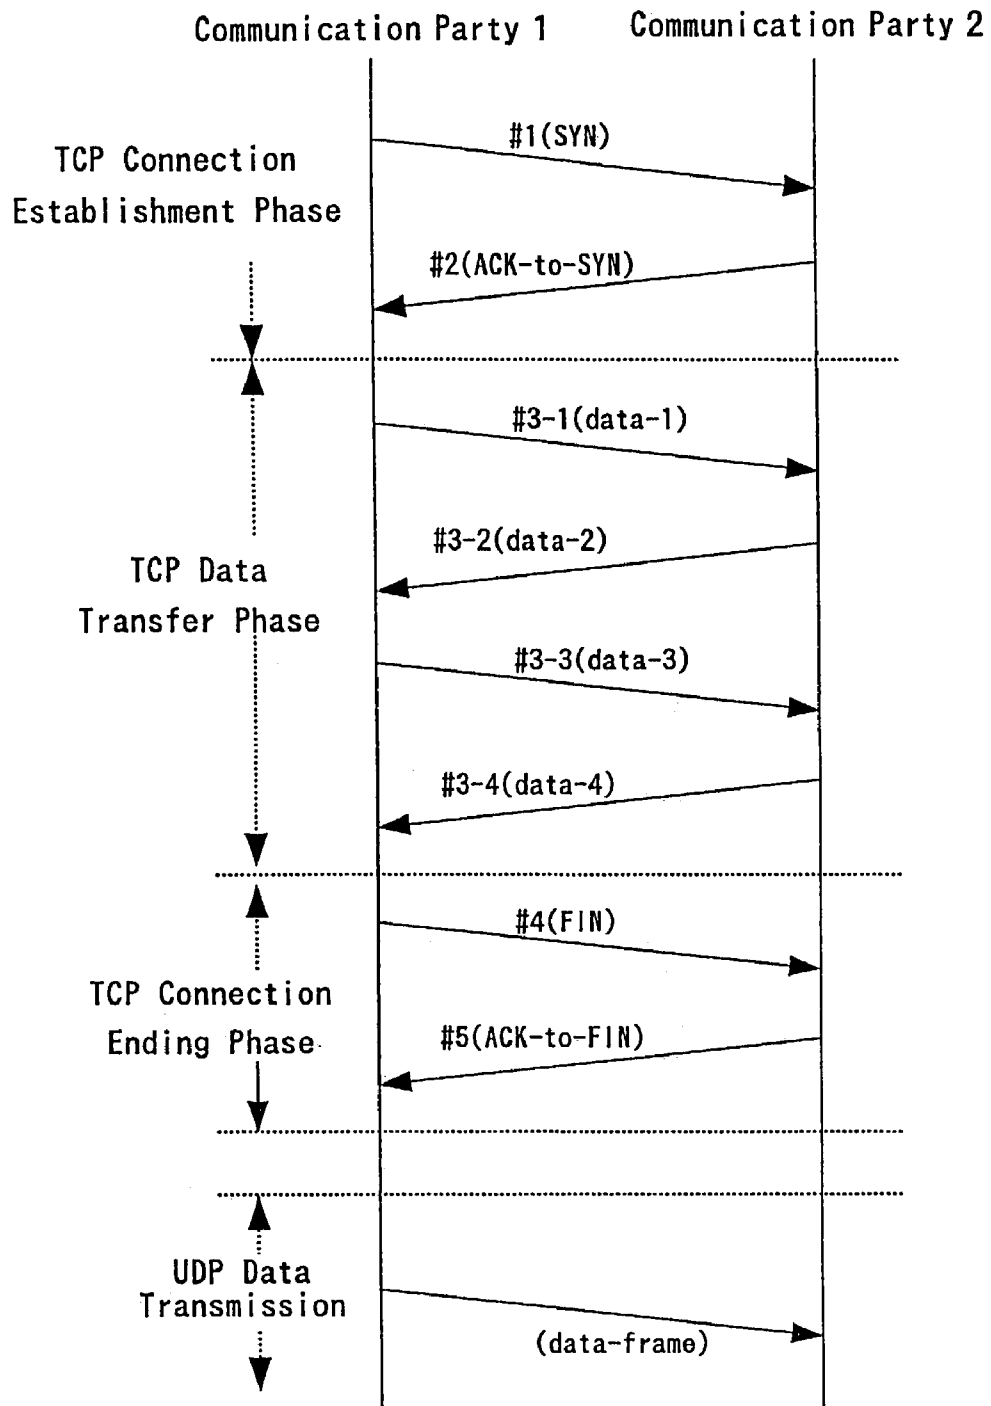 Communication Party 1
Communication Party 2
#1(SYN)
TCP Connection
Establishment Phase
#2(ACK-to-SYN)
#3-1(data-1)
#3-2(data-2)
TCP Data
Transfer Phase
#3-3(data-3)
#3-4(data-4)
#4(FIN)
TCP Connection
Ending Phase
#5(ACK-to-FIN)
UDP Data
Transmission
(data-frame)